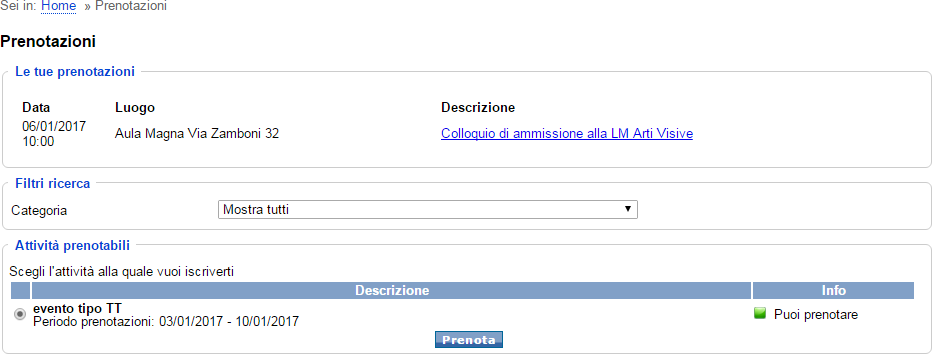 Sei in: Home » Prenotazioni
Prenotazioni
Le tue prenotazioni
Data Luogo Descrizione
06/01/2017
10:00 Aula Magna Via Zamboni 32 Colloquio di ammissione alla LM Arti Visive
Filtri ricerca
Categoria Mostra tutti
Attività prenotabili
Scegli l'attività alla quale vuoi iscriverti
Descrizione Info
evento tipo TT
Periodo prenotazioni: 03/01/2017 - 10/01/2017 Puoi prenotare
Prenota